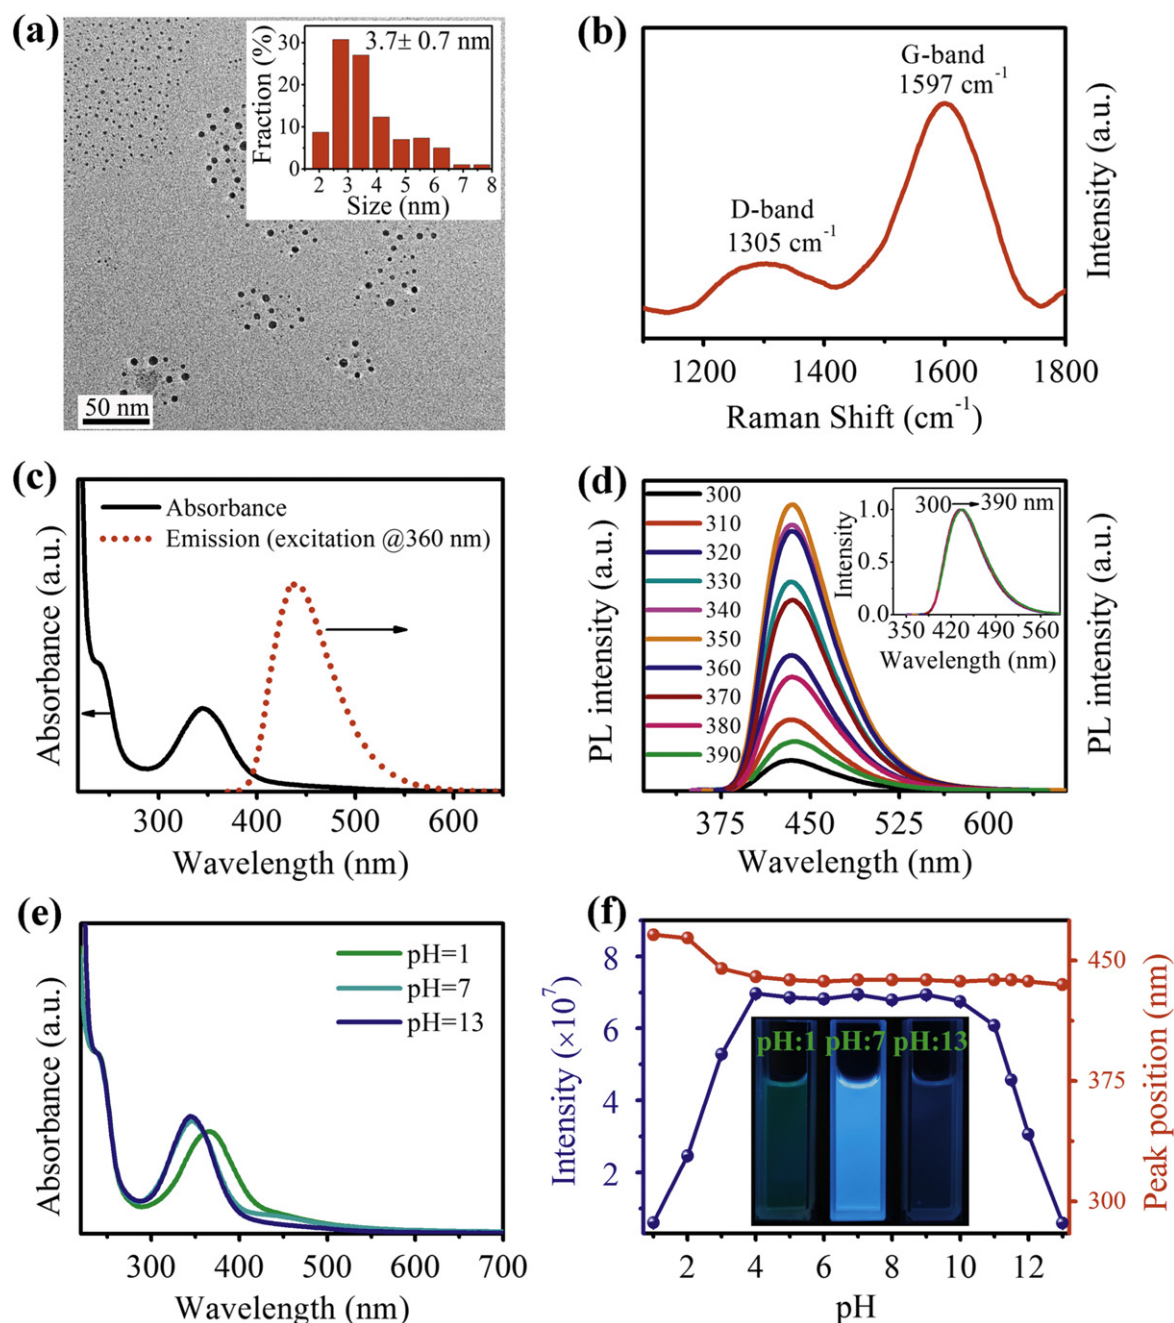 (a)
3.7± 0.7 nm
Fraction (%)
30
20
10
0
2 3 4 5 6 7 8
Size (nm)
50 nm
(b)
G-band
1597 cm⁻¹
D-band
1305 cm⁻¹
Intensity (a.u.)
1200 1400 1600 1800
Raman Shift (cm⁻¹)
(c)
Absorbance
Emission (excitation @360 nm)
Absorbance (a.u.)
PL intensity (a.u.)
300 400 500 600
Wavelength (nm)
(d)
300
310
320
330
340
350
360
370
380
390
300 390 nm
Intensity
1.0
0.5
0.0
350 420 490 560
Wavelength (nm)
PL intensity (a.u.)
375 450 525 600
Wavelength (nm)
(e)
pH=1
pH=7
pH=13
Absorbance (a.u.)
300 400 500 600 700
Wavelength (nm)
(f)
8
6
4
2
Intensity (×10⁷)
450
375
300
Peak position (nm)
pH:1 pH:7 pH:13
2 4 6 8 10 12
pH